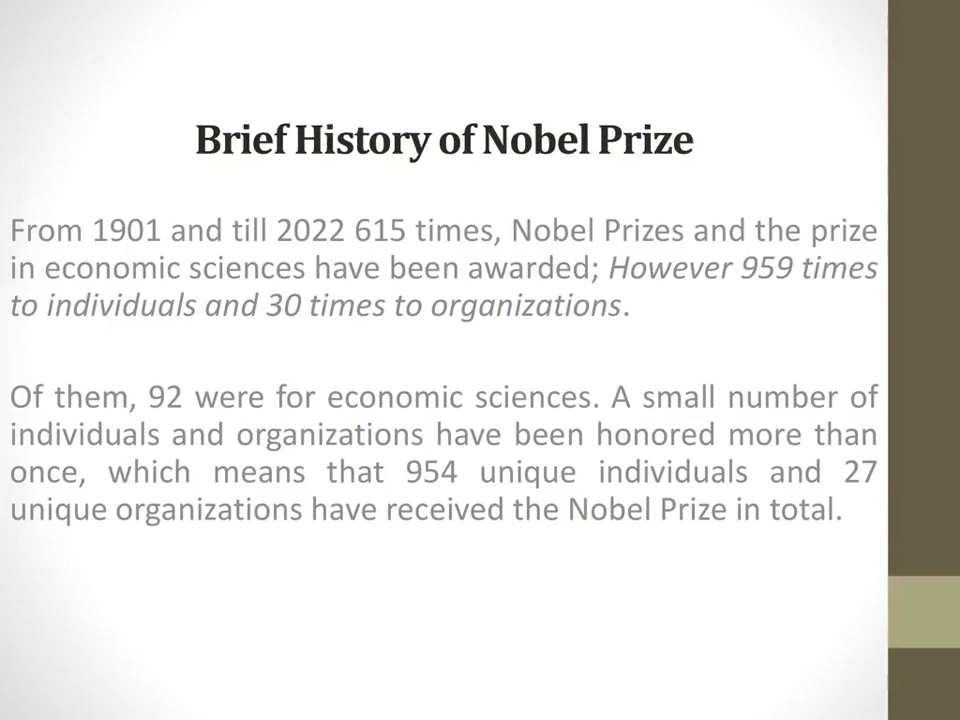 Brief History of Nobel Prize
From 1901 and till 2022 615 times, Nobel Prizes and the prize
in economic sciences have been awarded; However 959 times
to individuals and 30 times to organizations.
Of them, 92 were for economic sciences. A small number of
individuals and organizations have been honored more than
once, which means that 954 unique individuals and 27
unique organizations have received the Nobel Prize in total.